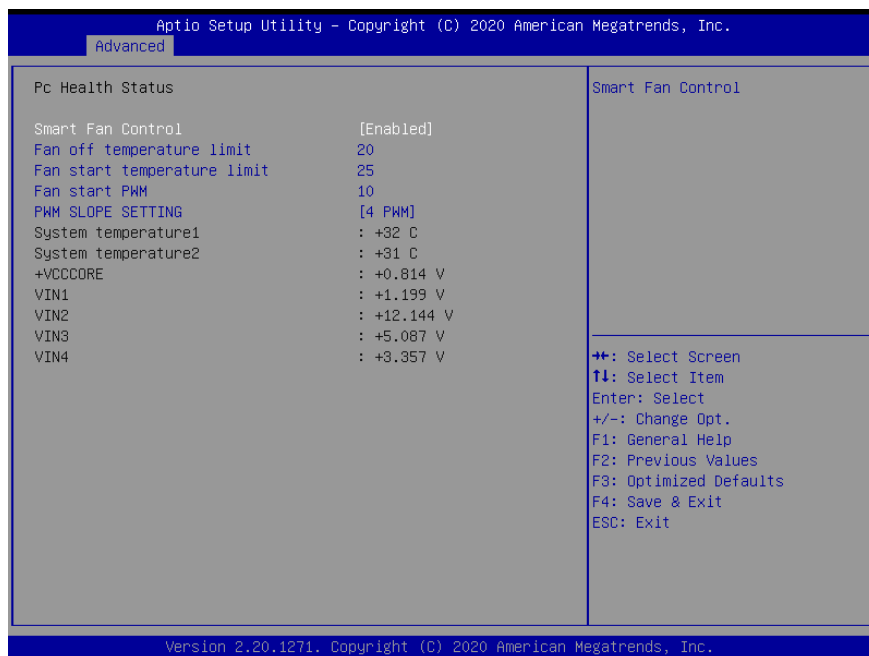 Aptio Setup Utility – Copyright (C) 2020 American Megatrends, Inc.
Advanced
Pc Health Status
Smart Fan Control [Enabled]
Fan off temperature limit 20
Fan start temperature limit 25
Fan start PWM 10
PWM SLOPE SETTING [4 PWM]
System temperature1 : +32 C
System temperature2 : +31 C
+VCCCORE : +0.814 V
VIN1 : +1.199 V
VIN2 : +12.144 V
VIN3 : +5.087 V
VIN4 : +3.357 V
Smart Fan Control
→←: Select Screen
↑↓: Select Item
Enter: Select
+/-: Change Opt.
F1: General Help
F2: Previous Values
F3: Optimized Defaults
F4: Save & Exit
ESC: Exit
Version 2.20.1271. Copyright (C) 2020 American Megatrends, Inc.